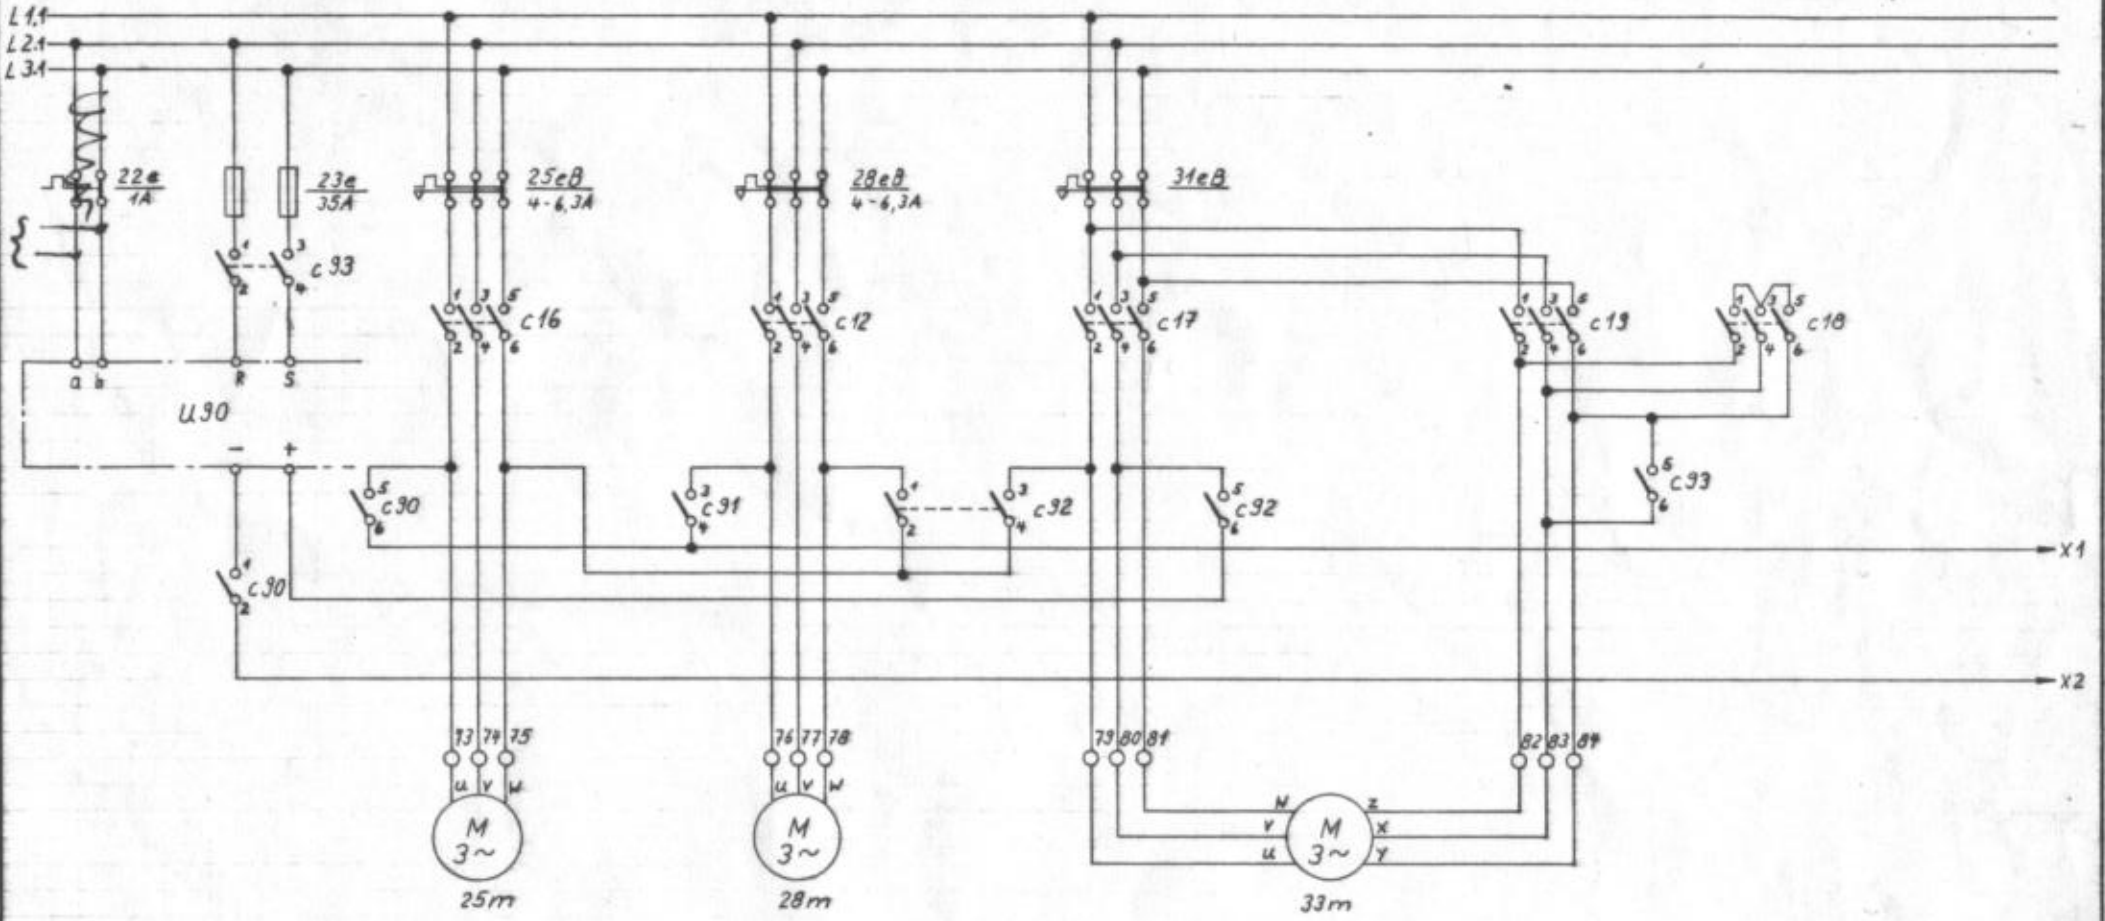 L1.1
L2.1
L3.1
22e
1A
23e
35A
25eB
4-6,3A
28eB
4-6,3A
31eB
1 3
c93
2 4
1 3 5
c16
2 4 6
1 3 5
c12
2 4 6
1 3 5
c17
2 4 6
1 3 5
c19
2 4 6
1 3 5
c18
2 4 6
a b R S
U90
- +
5
c90
6
3
c91
4
1
2
3
c92
4
5
c92
6
5
c93
6
X1
1
c90
2
X2
73 74 75
76 77 78
79 80 81
82 83 84
U V W
U V W
M
3~
M
3~
W
V
U
M
3~
Z
X
Y
25m
28m
33m